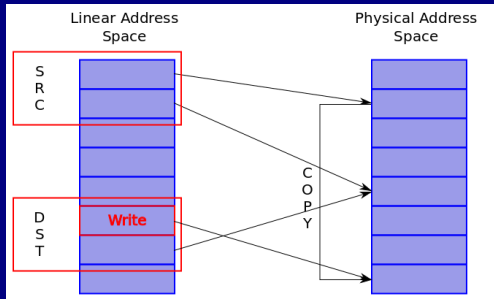 Linear Address
Space
Physical Address
Space
S
R
C
D
S
T
Write
C
O
P
Y